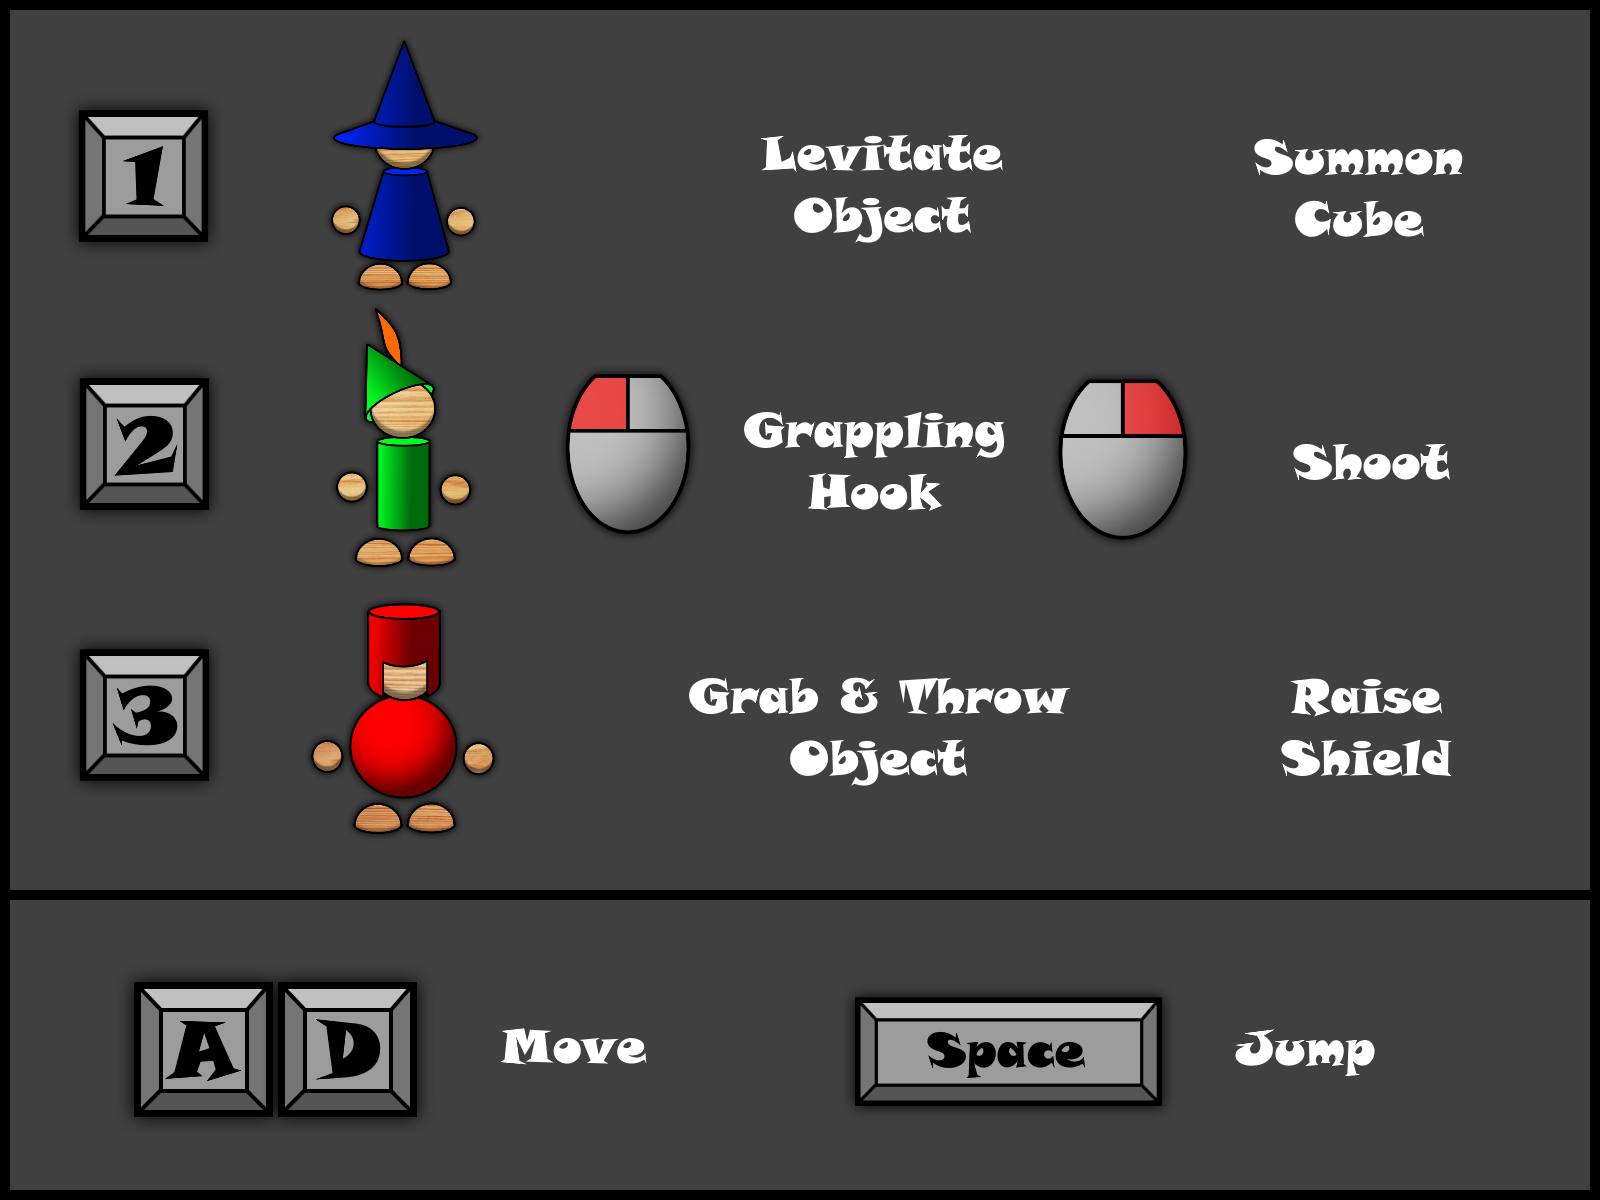 1
Levitate
Object
Summon
Cube
2
Grappling
Hook
Shoot
3
Grab & Throw
Object
Raise
Shield
A D
Move
Space
Jump